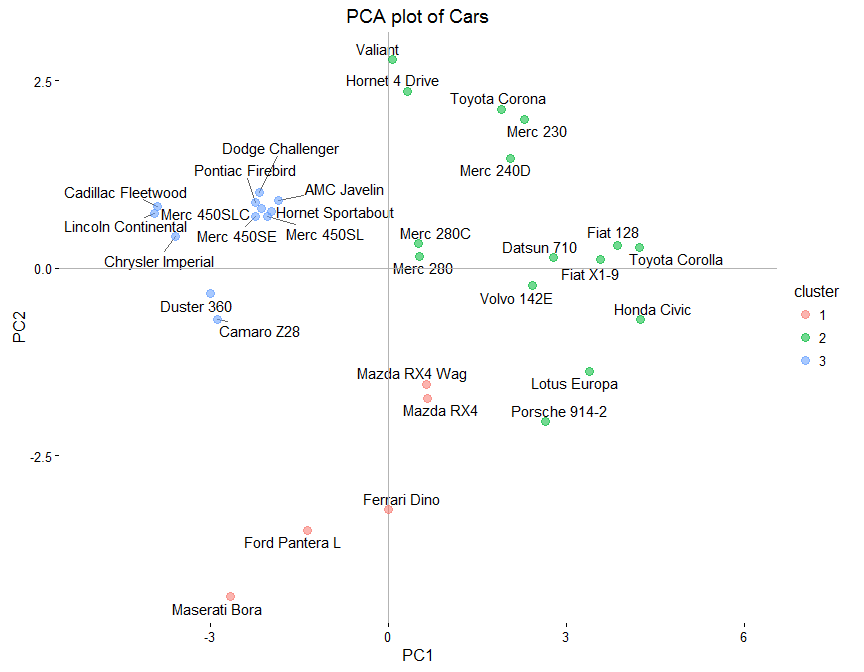 PCA plot of Cars
Valiant
2.5
Hornet 4 Drive
Toyota Corona
Merc 230
Dodge Challenger
Pontiac Firebird
Merc 240D
Cadillac Fleetwood
AMC Javelin
Merc 450SLC
Hornet Sportabout
Lincoln Continental
Merc 450SE
Merc 450SL
Merc 280C
Fiat 128
Datsun 710
Chrysler Imperial
Toyota Corolla
0.0
Merc 280
Fiat X1-9
Duster 360
Volvo 142E
Honda Civic
Camaro Z28
PC2
cluster
1
2
3
Mazda RX4 Wag
Lotus Europa
Mazda RX4
Porsche 914-2
-2.5
Ferrari Dino
Ford Pantera L
Maserati Bora
-3
0
3
6
PC1